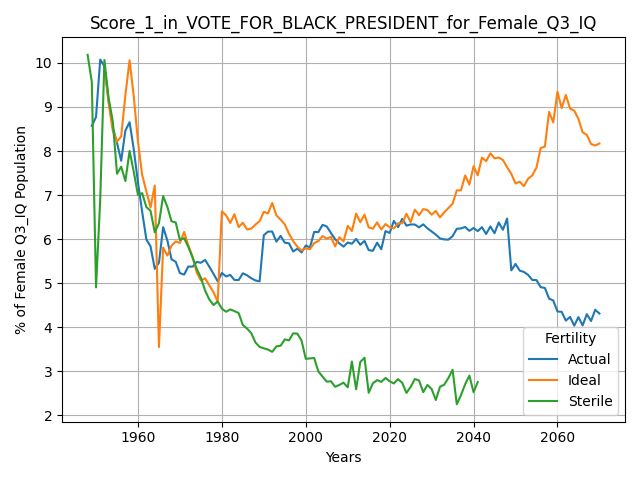 Score_1_in_VOTE_FOR_BLACK_PRESIDENT_for_Female_Q3_IQ
% of Female Q3_IQ Population
10
9
8
7
6
5
4
3
2
1960
1980
2000
2020
2040
2060
Years
Fertility
Actual
Ideal
Sterile